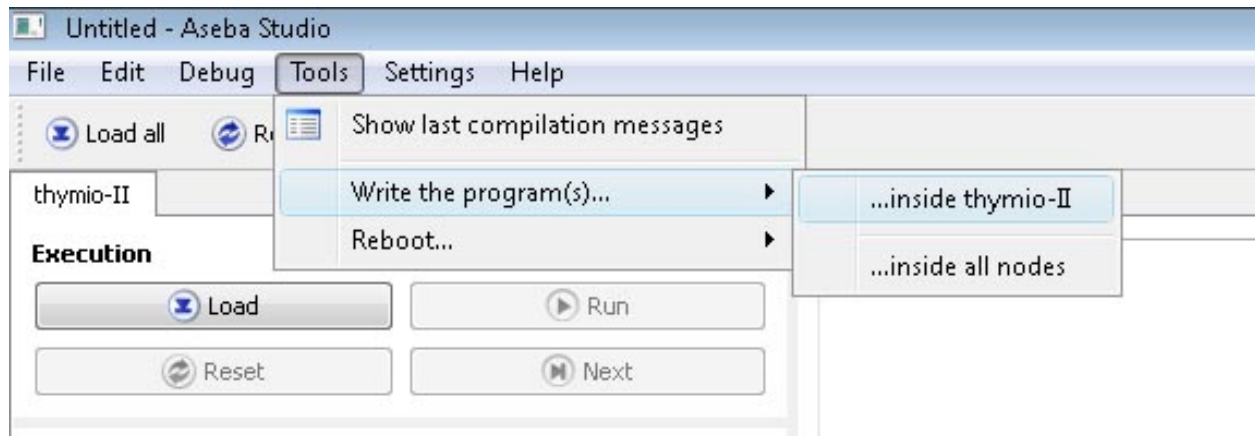 Untitled - Aseba Studio
File Edit Debug Tools Settings Help
Load all
Show last compilation messages
thymio-II
Write the program(s)...
...inside thymio-II
Execution
Reboot...
...inside all nodes
Load Run
Reset Next